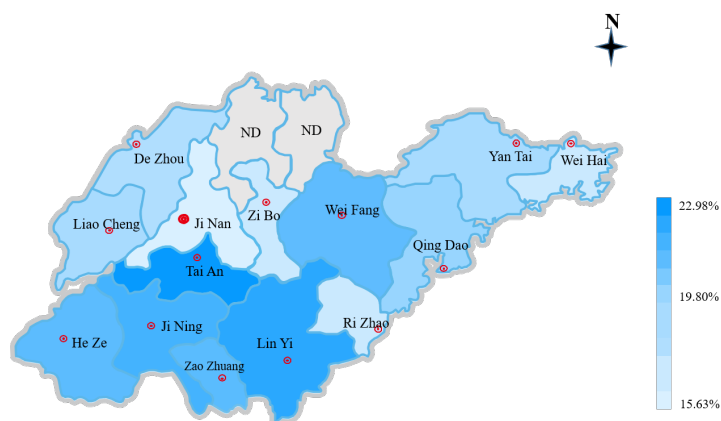 N
ND
ND
De Zhou
Yan Tai
Wei Hai
Liao Cheng
Ji Nan
Zi Bo
Wei Fang
Qing Dao
Tai An
He Ze
Ji Ning
Zao Zhuang
Lin Yi
Ri Zhao
22.98%
19.80%
15.63%